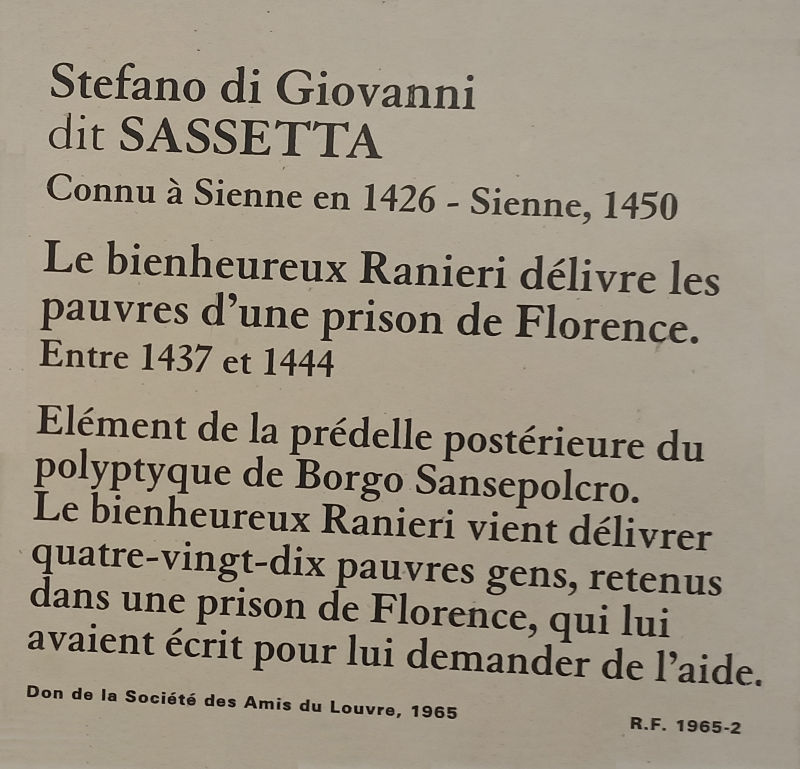 Stefano di Giovanni
dit SASSETTA
Connu à Sienne en 1426 - Sienne, 1450
Le bienheureux Ranieri délivre les
pauvres d'une prison de Florence.
Entre 1437 et 1444
Elément de la prédelle postérieure du
polyptyque de Borgo Sansepolcro.
Le bienheureux Ranieri vient délivrer
quatre-vingt-dix pauvres gens, retenus
dans une prison de Florence, qui lui
avaient écrit pour lui demander de l'aide.
Don de la Société des Amis du Louvre, 1965
R.F. 1965-2